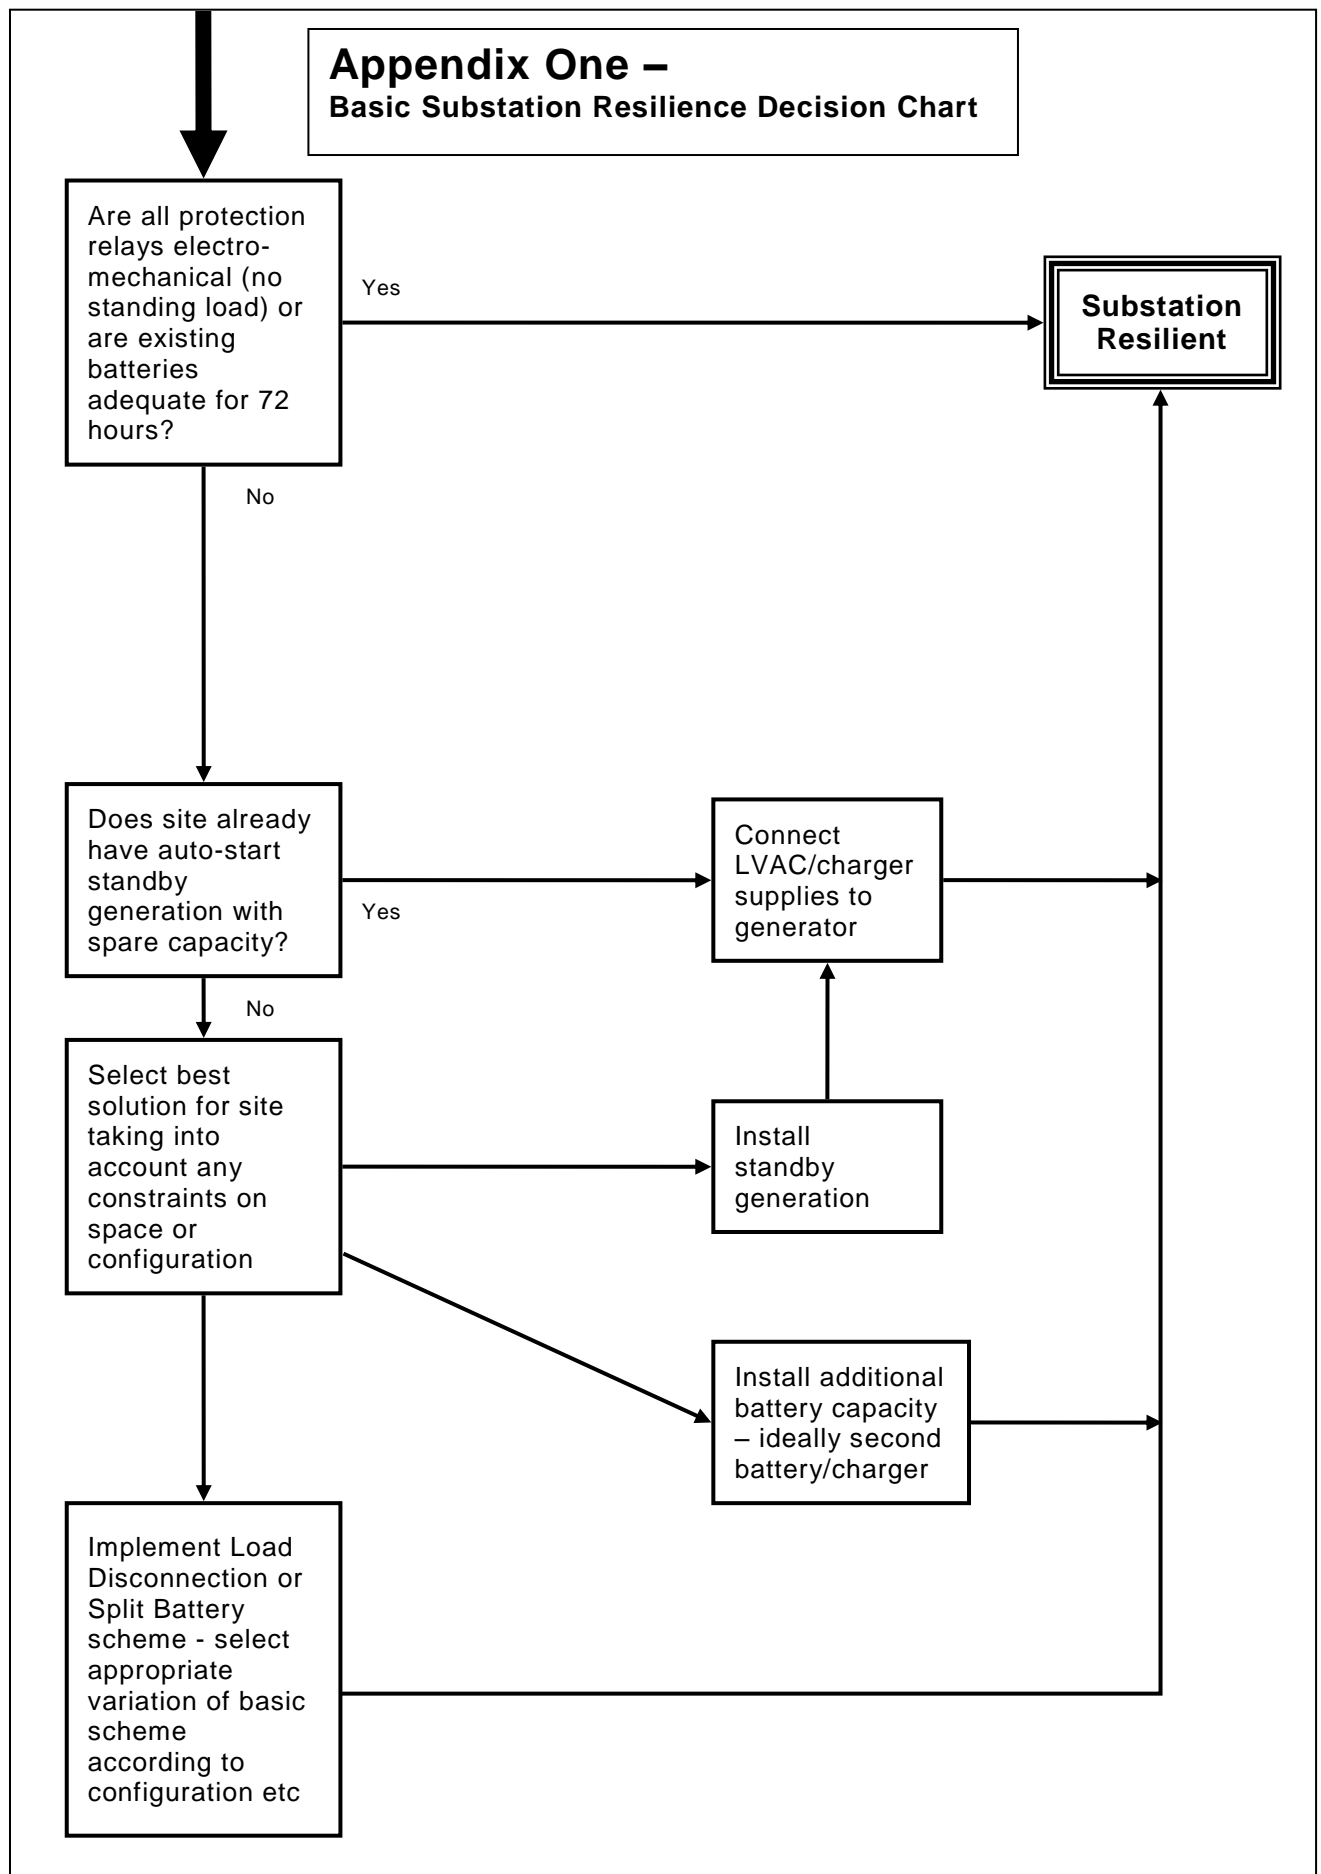 Appendix One –
Basic Substation Resilience Decision Chart
Are all protection
relays electro-
mechanical (no
standing load) or
are existing
batteries
adequate for 72
hours?
Yes
Substation
Resilient
No
Does site already
have auto-start
standby
generation with
spare capacity?
Yes
Connect
LVAC/charger
supplies to
generator
No
Select best
solution for site
taking into
account any
constraints on
space or
configuration
Install
standby
generation
Install additional
battery capacity
– ideally second
battery/charger
Implement Load
Disconnection or
Split Battery
scheme - select
appropriate
variation of basic
scheme
according to
configuration etc